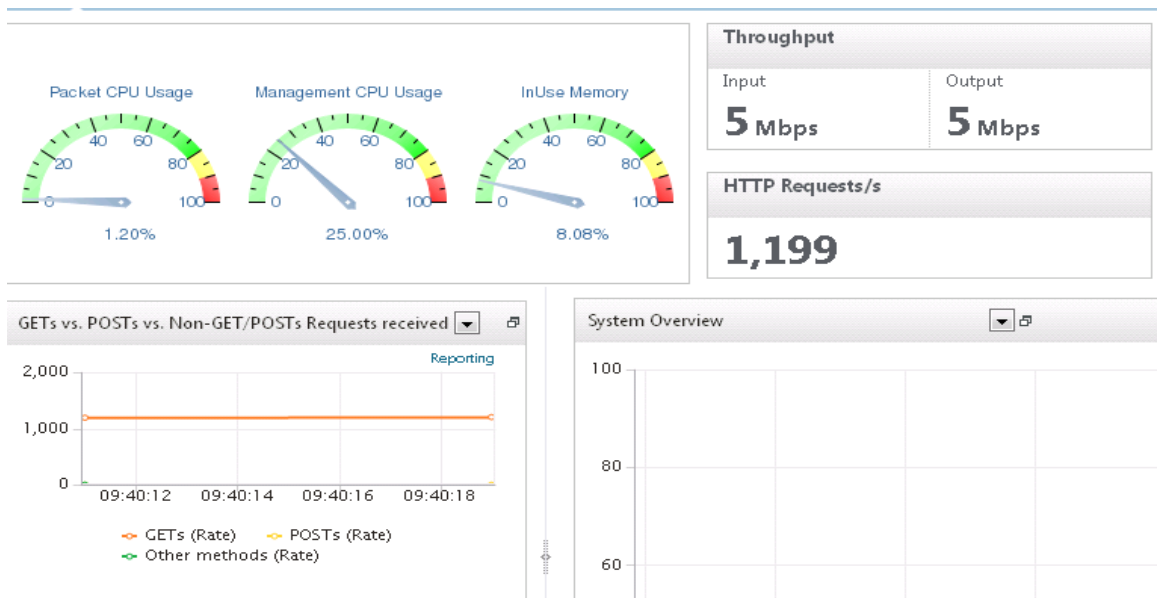 Packet CPU Usage
0
20
40
60
80
100
1.20%
Management CPU Usage
0
20
40
60
80
100
25.00%
InUse Memory
0
20
40
60
80
100
8.08%
Throughput
Input
5 Mbps
Output
5 Mbps
HTTP Requests/s
1,199
GETs vs. POSTs vs. Non-GET/POSTs Requests received
Reporting
2,000
1,000
0
09:40:12 09:40:14 09:40:16 09:40:18
GETs (Rate) POSTs (Rate)
Other methods (Rate)
System Overview
100
80
60